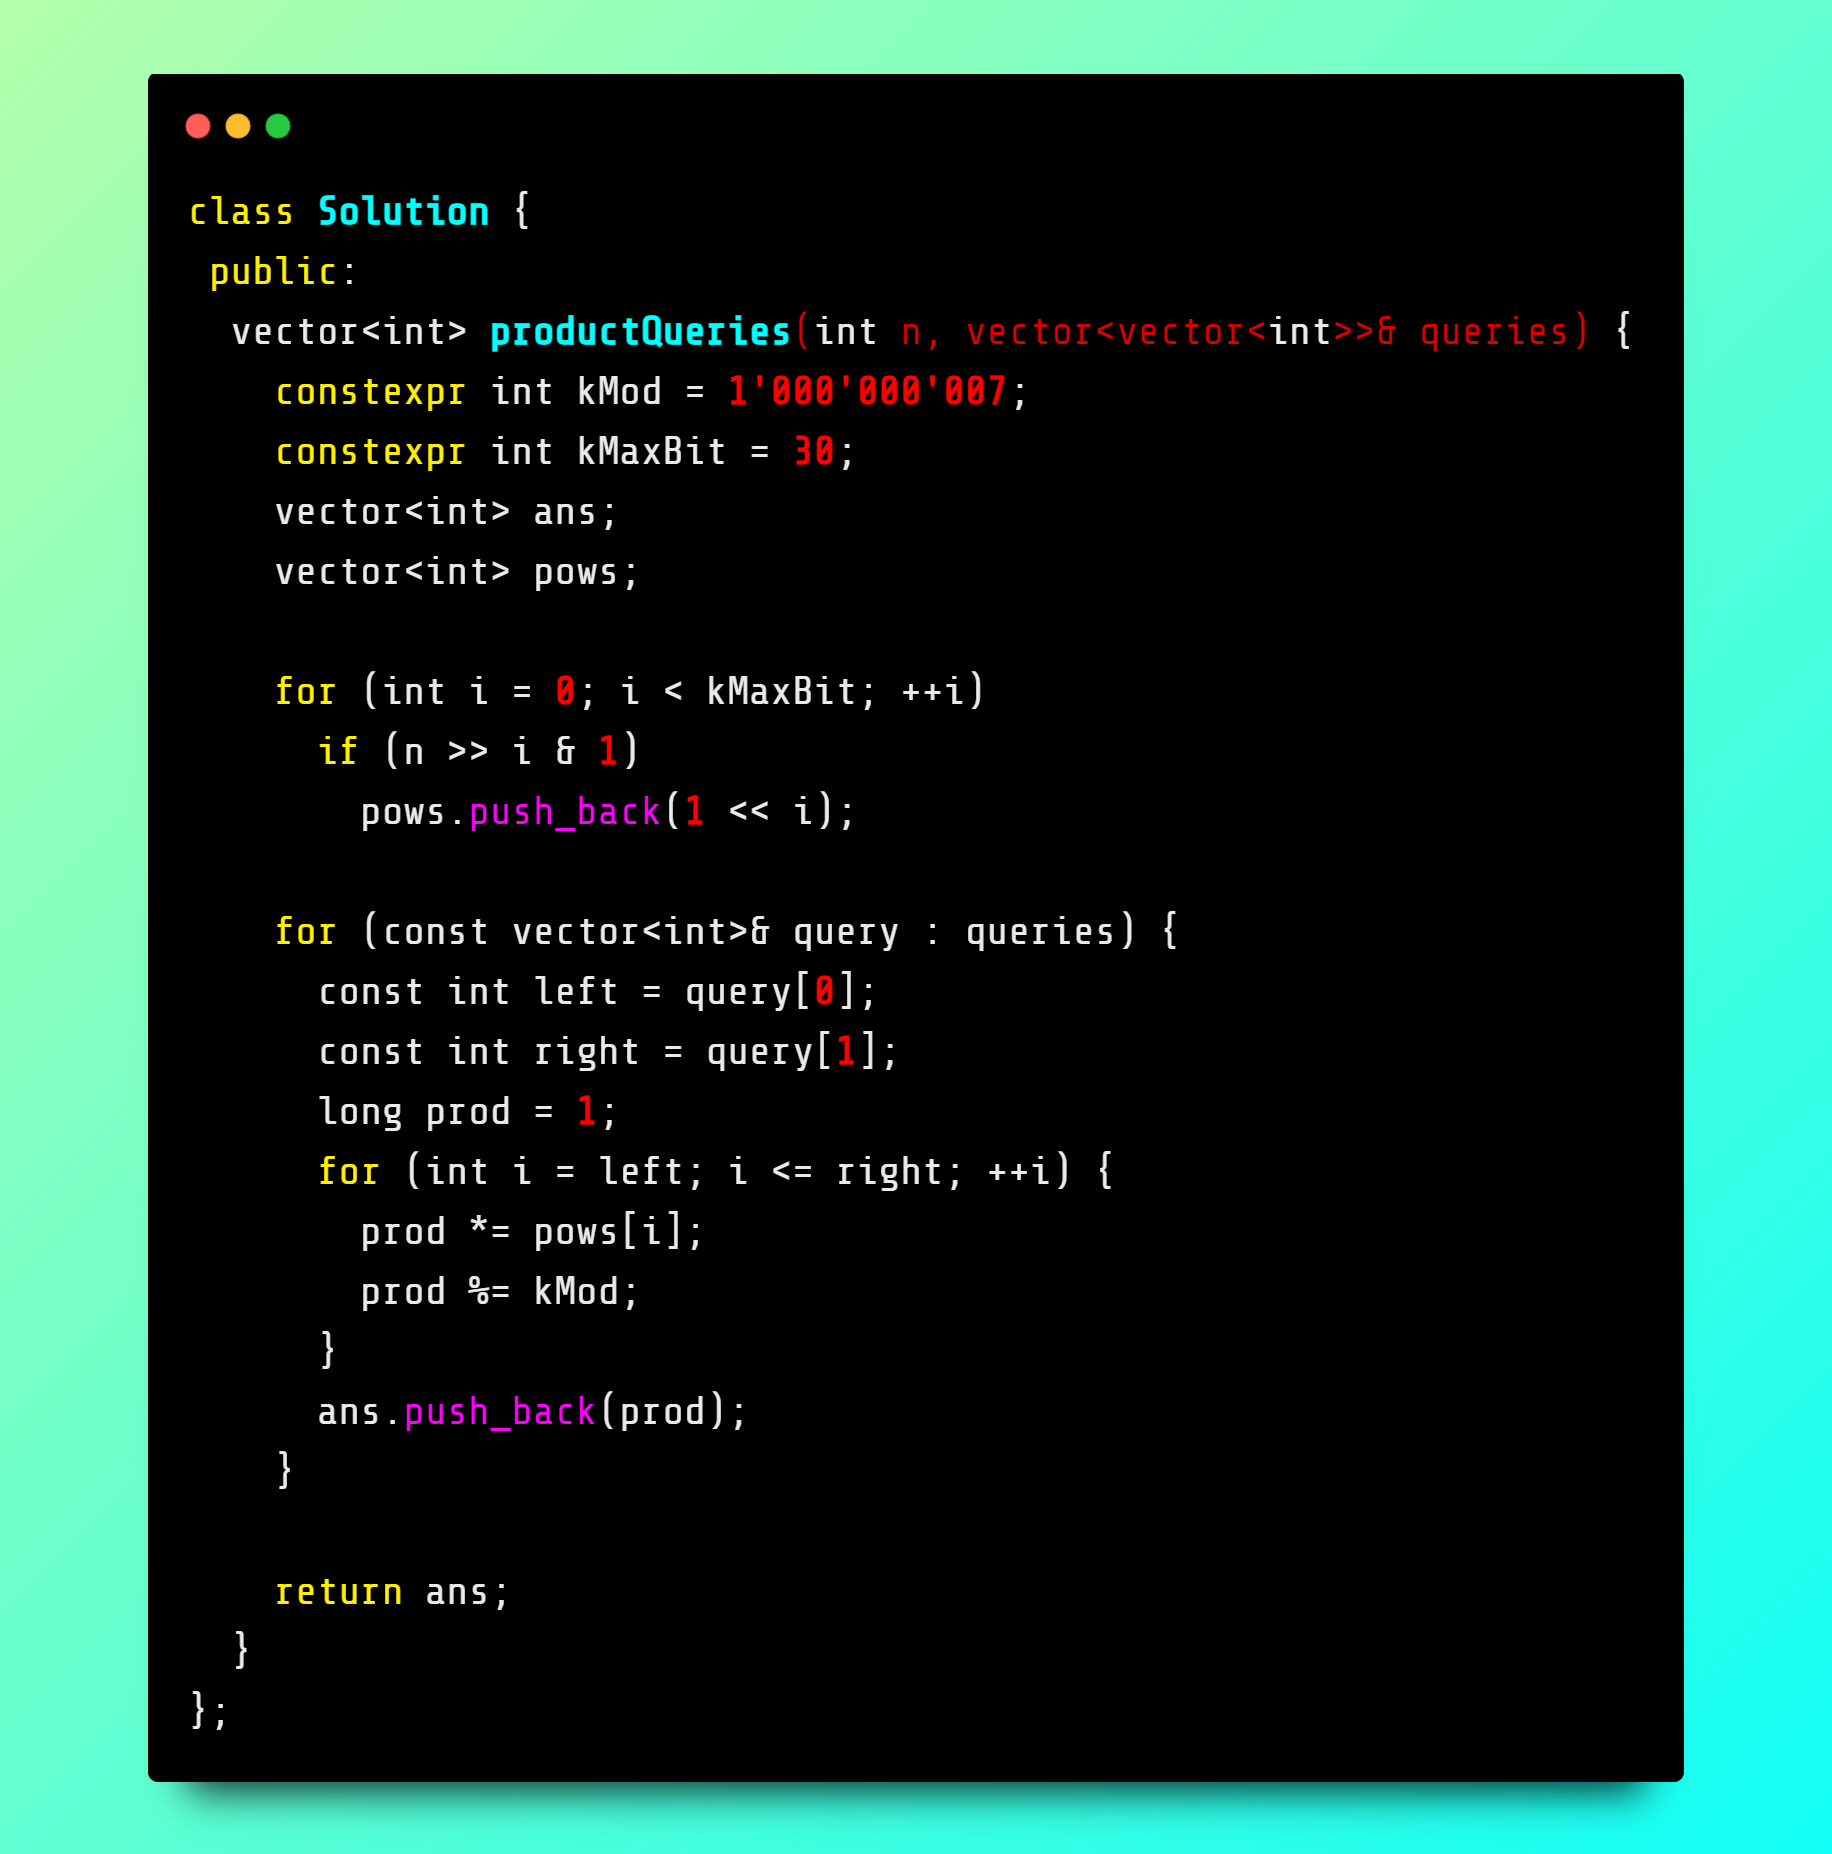 class Solution {
 public:
  vector<int> productQueries(int n, vector<vector<int>>& queries) {
    constexpr int kMod = 1'000'000'007;
    constexpr int kMaxBit = 30;
    vector<int> ans;
    vector<int> pows;

    for (int i = 0; i < kMaxBit; ++i)
      if (n >> i & 1)
        pows.push_back(1 << i);

    for (const vector<int>& query : queries) {
      const int left = query[0];
      const int right = query[1];
      long prod = 1;
      for (int i = left; i <= right; ++i) {
        prod *= pows[i];
        prod %= kMod;
      }
      ans.push_back(prod);
    }

    return ans;
  }
};